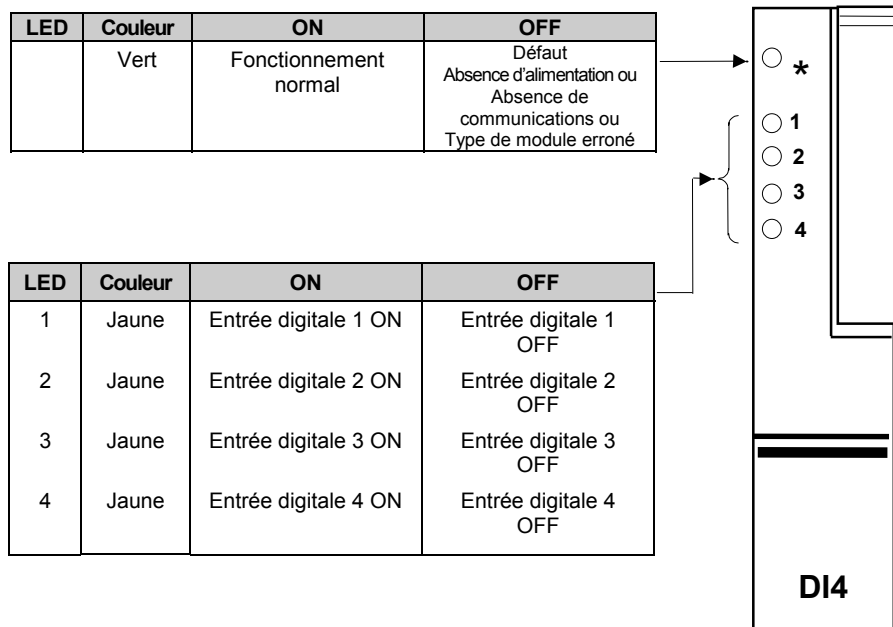 LED Couleur ON OFF
Vert Fonctionnement normal Défaut
Absence d'alimentation ou
Absence de
communications ou
Type de module erroné
*
1
2
3
4
LED Couleur ON OFF
1 Jaune Entrée digitale 1 ON Entrée digitale 1
OFF
2 Jaune Entrée digitale 2 ON Entrée digitale 2
OFF
3 Jaune Entrée digitale 3 ON Entrée digitale 3
OFF
4 Jaune Entrée digitale 4 ON Entrée digitale 4
OFF
DI4